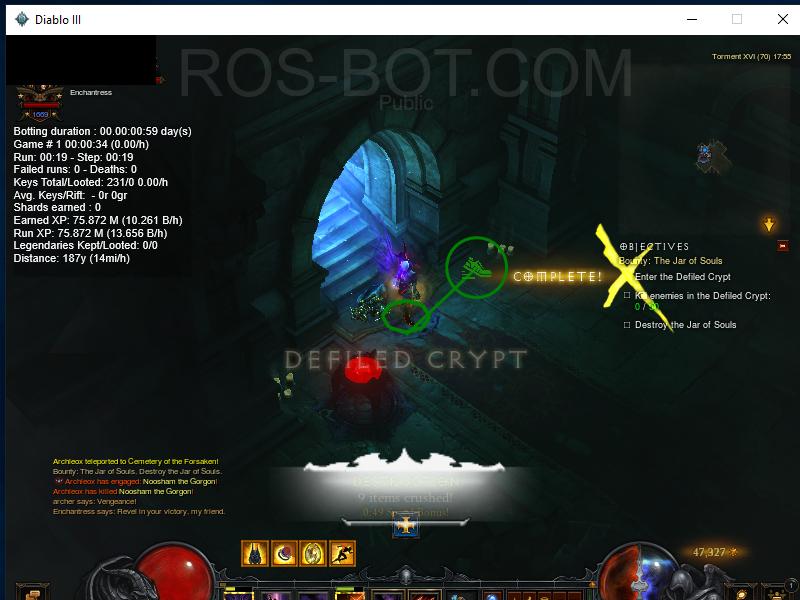 Diablo III
ROS-BOT.COM
Public
Torment XVI (70) 17:55
Enchantress
1669
Botting duration : 00.00:00:59 day(s)
Game # 1 00:00:34 (0.00/h)
Run: 00:19 - Step: 00:19
Failed runs: 0 - Deaths: 0
Keys Total/Looted: 231/0 0.00/h
Avg. Keys/Rift: - 0r 0gr
Shards earned : 0
Earned XP: 75.872 M (10.261 B/h)
Run XP: 75.872 M (13.656 B/h)
Legendaries Kept/Looted: 0/0
Distance: 187y (14mi/h)
OBJECTIVES
Bounty: The Jar of Souls
COMPLETE!
Enter the Defiled Crypt
enemies in the Defiled Crypt:
0 /
Destroy the Jar of Souls
DEFILED CRYPT
Archleox teleported to Cemetery of the Forsaken!
Bounty: The Jar of Souls, Destroy the Jar of Souls.
Archleox has engaged: Noosham the Gorgon!
Archleox has killed Noosham the Gorgon!
archer says: Vengeance!
Enchantress says: Revel in your victory, my friend.
DESTRUCTION
9 items crushed!
Bonus!
47,327
1